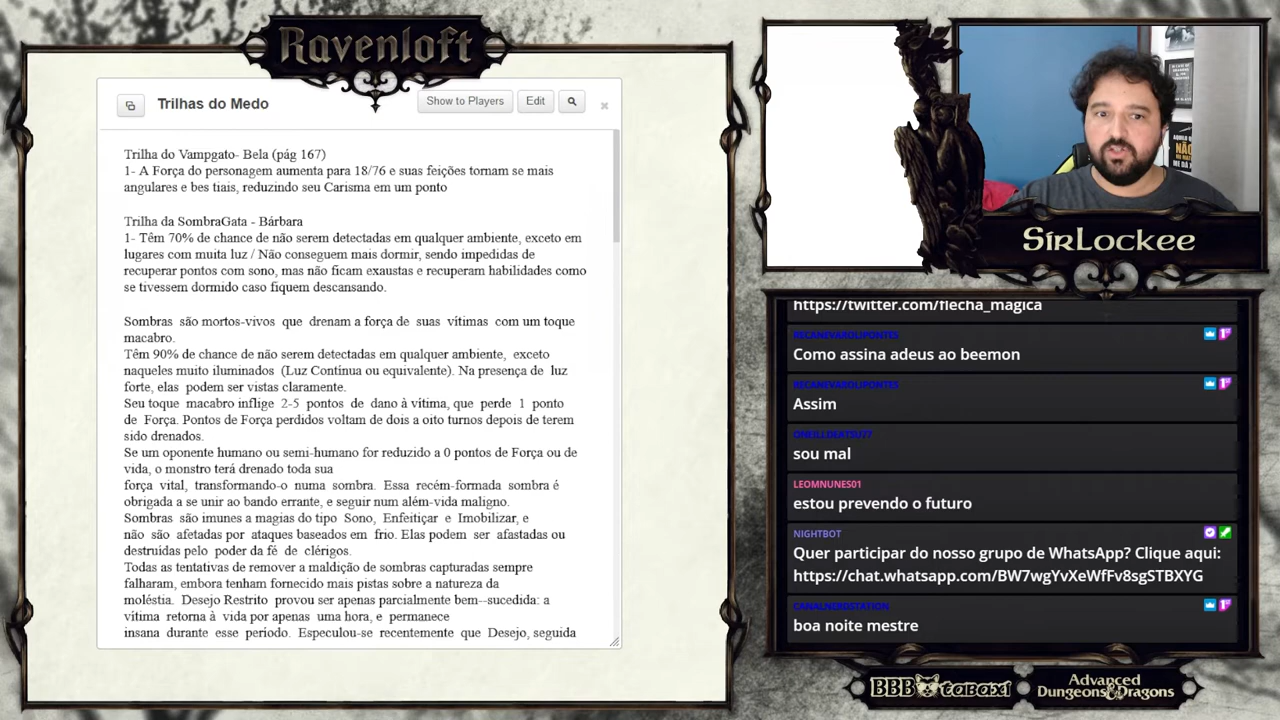 Ravenloft
Trilhas do Medo
Show to Players
Edit
Trilha do Vampgato- Bela (pág 167)
1- A Força do personagem aumenta para 18/76 e suas feições tornam se mais
angulares e bes tiais, reduzindo seu Carisma em um ponto
Trilha da SombraGata - Bárbara
1- Têm 70% de chance de não serem detectadas em qualquer ambiente, exceto em
lugares com muita luz / Não conseguem mais dormir, sendo impedidas de
recuperar pontos com sono, mas não ficam exaustas e recuperam habilidades como
se tivessem dormido caso fiquem descansando.
Sombras são mortos-vivos que drenam a força de suas vítimas com um toque
macabro.
Têm 90% de chance de não serem detectadas em qualquer ambiente, exceto
naqueles muito iluminados (Luz Contínua ou equivalente). Na presença de luz
forte, elas podem ser vistas claramente.
Seu toque macabro inflige 2-5 pontos de dano à vítima, que perde 1 ponto
de Força. Pontos de Força perdidos voltam de dois a oito turnos depois de terem
sido drenados.
Se um oponente humano ou semi-humano for reduzido a 0 pontos de Força ou de
vida, o monstro terá drenado toda sua
força vital, transformando-o numa sombra. Essa recém-formada sombra é
obrigada a se unir ao bando errante, e seguir num além-vida maligno.
Sombras são imunes a magias do tipo Sono, Enfeitiçar e Imobilizar, e
não são afetadas por ataques baseados em frio. Elas podem ser afastadas ou
destruídas pelo poder da fé de clérigos.
Todas as tentativas de remover a maldição de sombras capturadas sempre
falharam, embora tenham fornecido mais pistas sobre a natureza da
moléstia. Desejo Restrito provou ser apenas parcialmente bem--sucedida: a
vítima retorna à vida por apenas uma hora, e permanece
insana durante esse período. Especulou-se recentemente que Desejo, seguida
SirLockee
https://twitter.com/flecha_magica
Como assina adeus ao beemon
Assim
sou mal
LEOMNUNES01
estou prevendo o futuro
NIGHTBOT
Quer participar do nosso grupo de WhatsApp? Clique aqui:
https://chat.whatsapp.com/BW7wgYvXeWfFv8sgSTBXYG
CANALNERDSTATION
boa noite mestre
BBB tabaxi
Advanced
Dungeons & Dragons